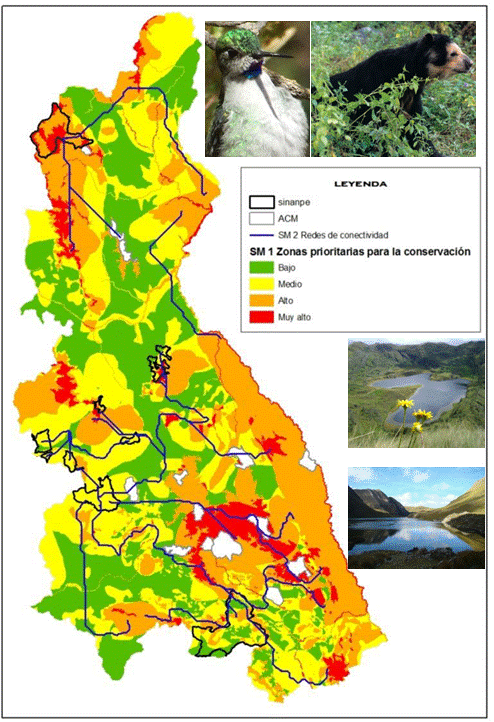 LEYENDA
sinanpe
ACM
SM 2 Redes de conectividad
SM 1 Zonas prioritarias para la conservación
Bajo
Medio
Alto
Muy alto